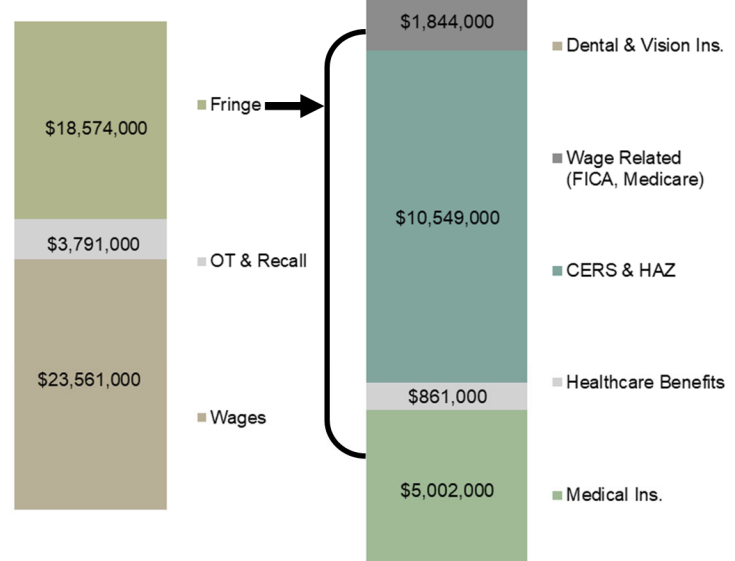 $18,574,000
$3,791,000
$23,561,000
Fringe
OT & Recall
Wages
$1,844,000
$10,549,000
$861,000
$5,002,000
Dental & Vision Ins.
Wage Related
(FICA, Medicare)
CERS & HAZ
Healthcare Benefits
Medical Ins.